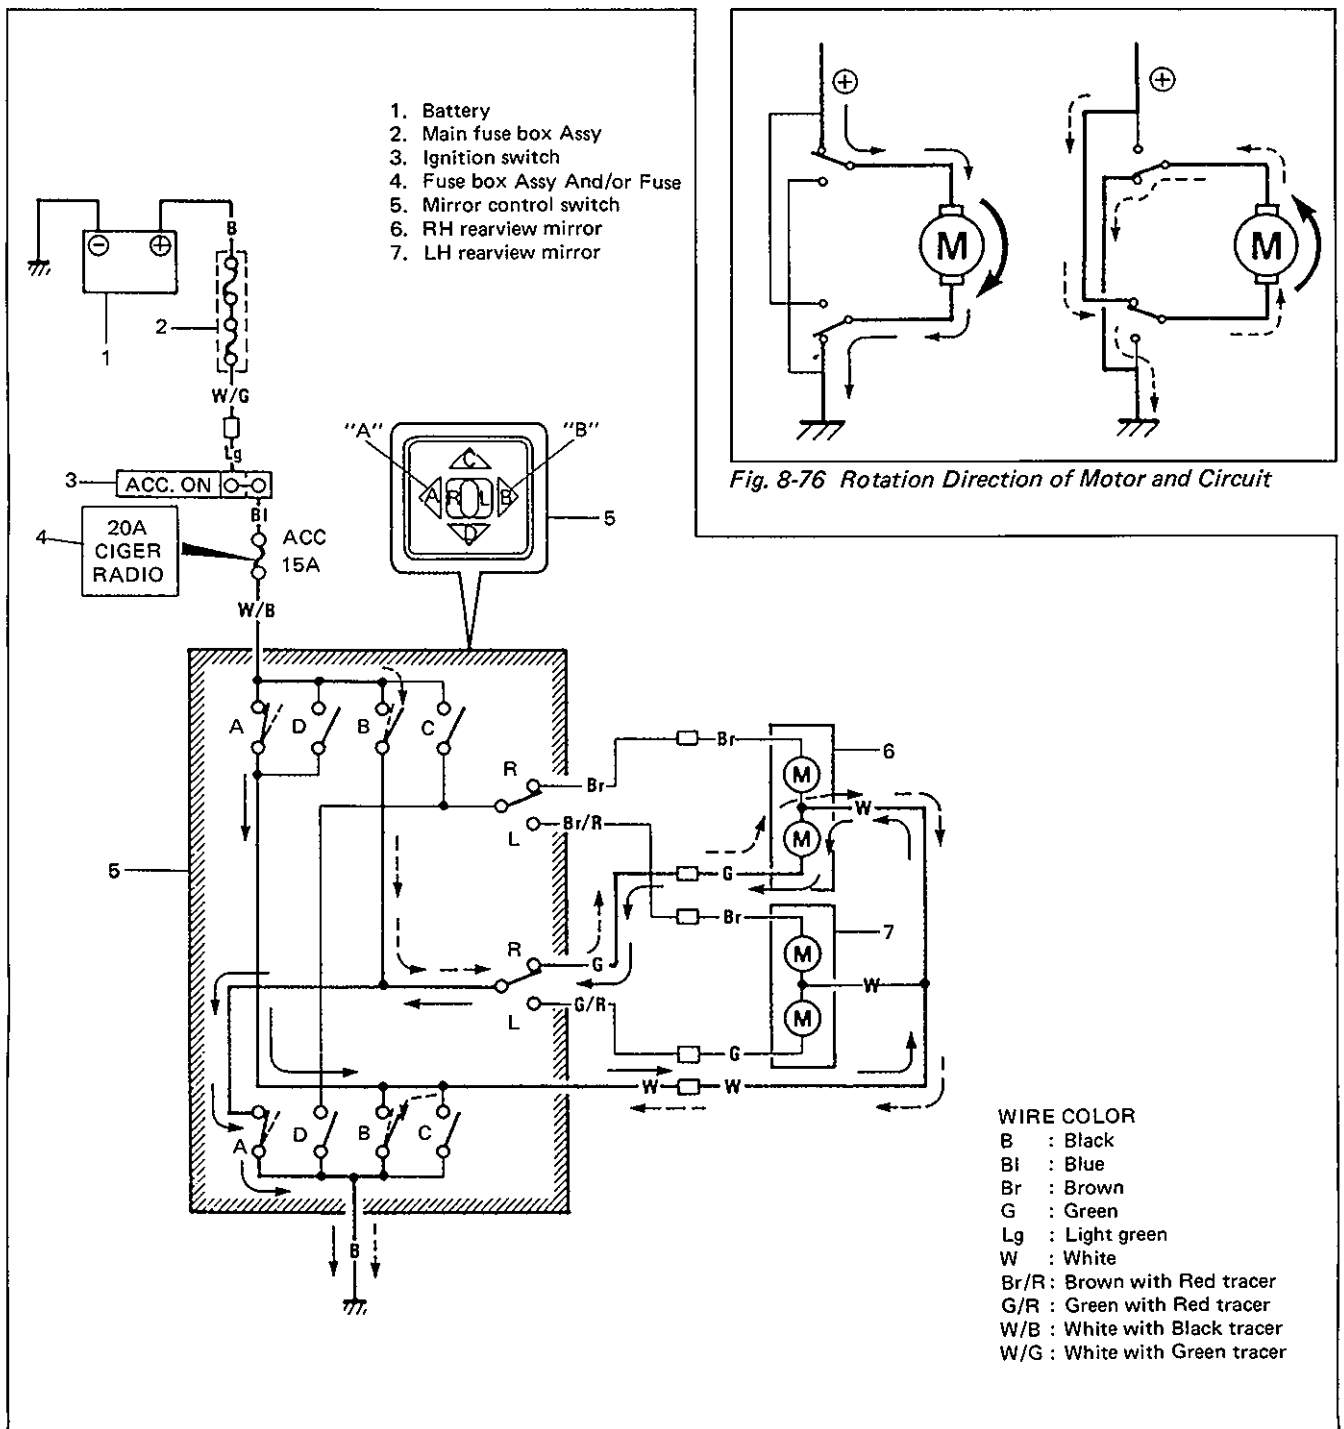 1. Battery
2. Main fuse box Assy
3. Ignition switch
4. Fuse box Assy And/or Fuse
5. Mirror control switch
6. RH rearview mirror
7. LH rearview mirror
+
+
M
M
Fig. 8-76 Rotation Direction of Motor and Circuit
− +
B
1
2
W/G
Lg
3 ACC. ON
Bl
4 20A CIGER RADIO
ACC 15A
W/B
"A" "B"
C
A R L B
D
5
A D B C
R
Br
L
Br/R
Br
M
6
W
M
G
5
Br
M
7
R
G
W
L
G/R
M
G
W W
A D B C
B
WIRE COLOR
B : Black
Bl : Blue
Br : Brown
G : Green
Lg : Light green
W : White
Br/R : Brown with Red tracer
G/R : Green with Red tracer
W/B : White with Black tracer
W/G : White with Green tracer